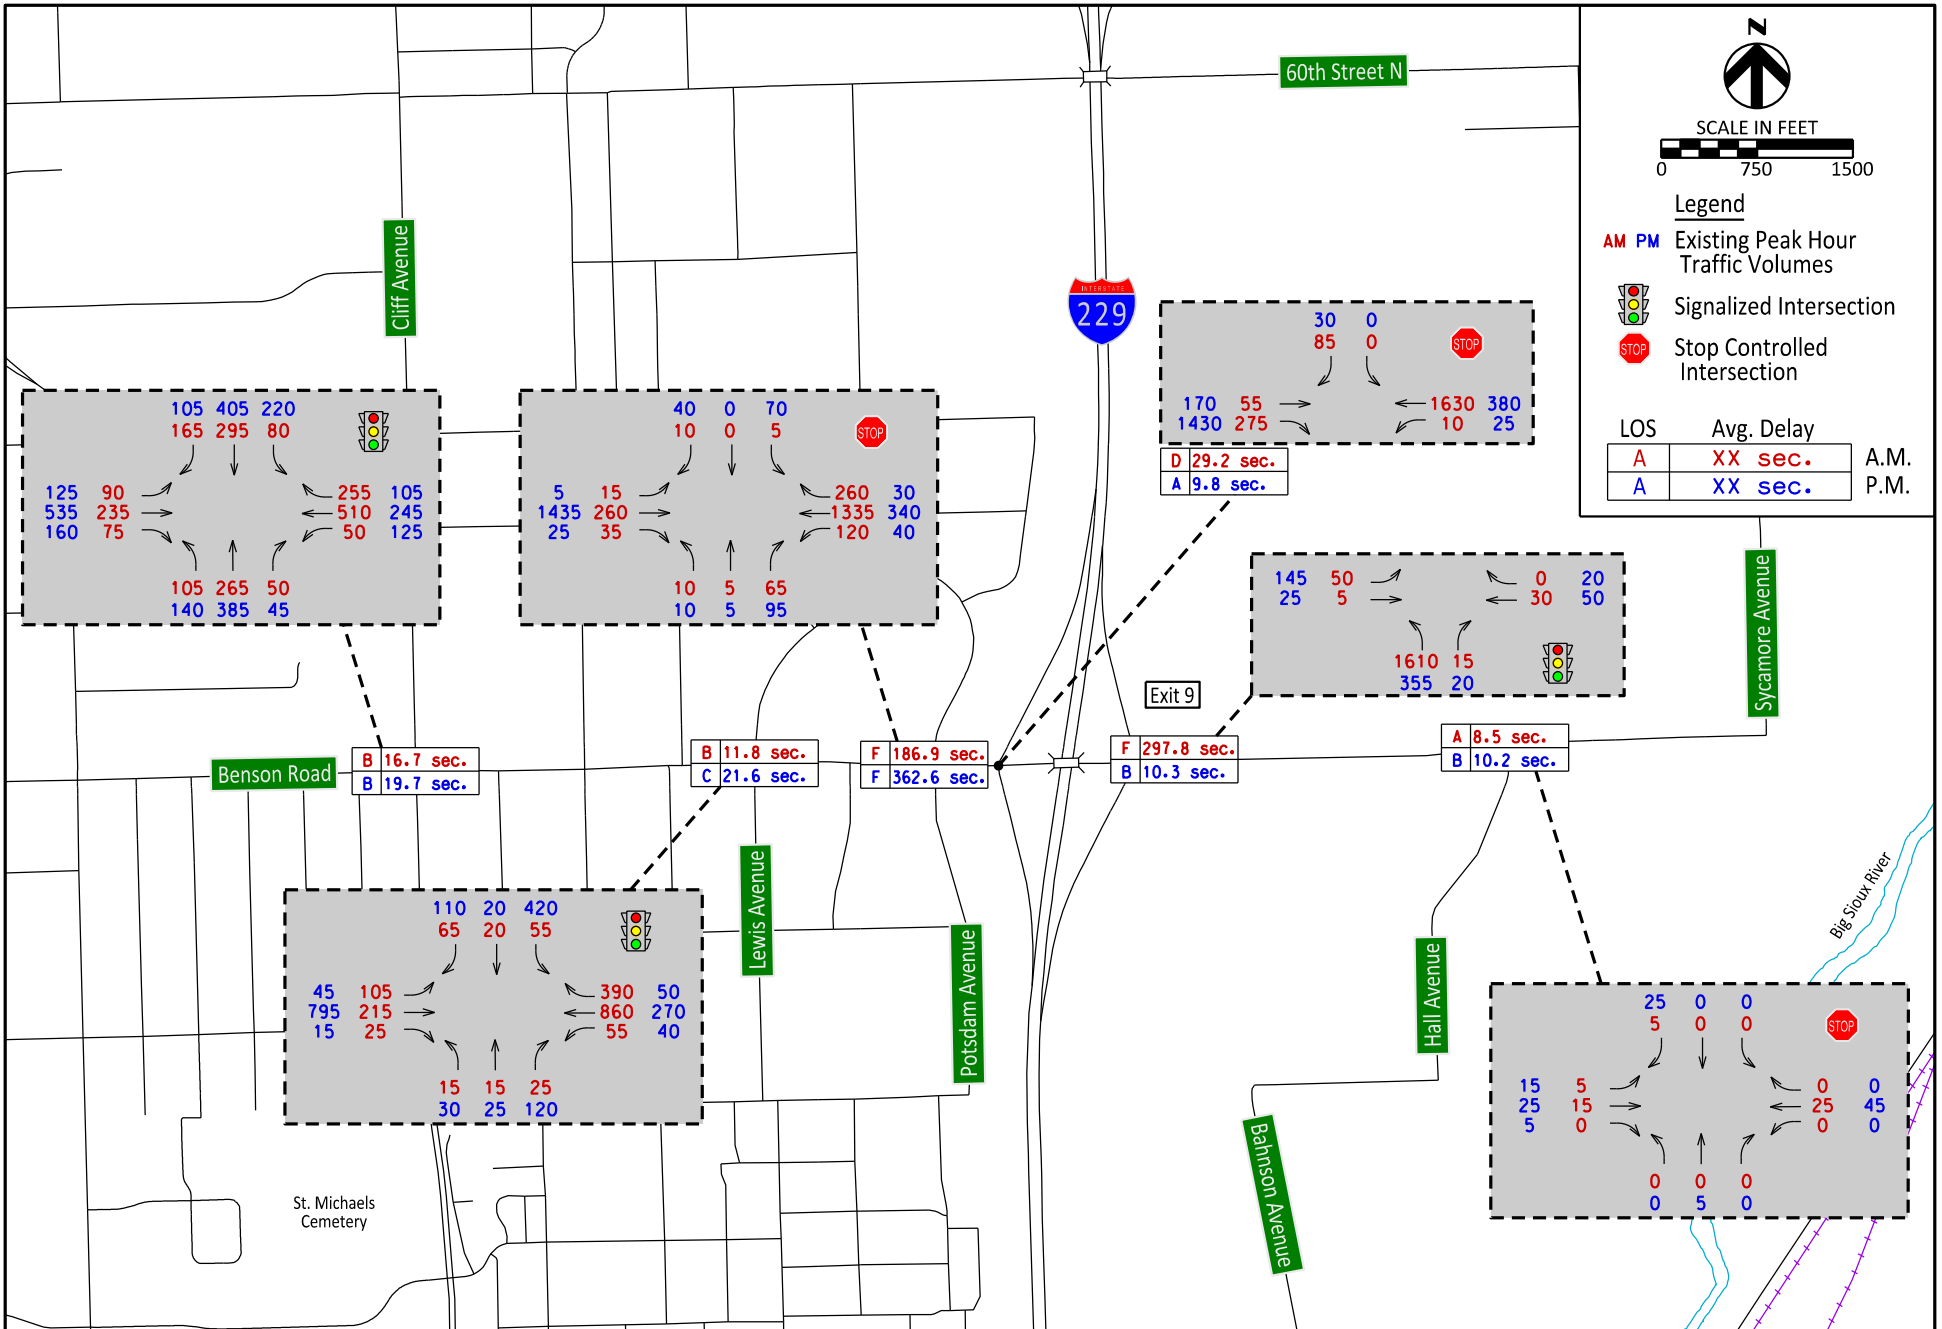 N
SCALE IN FEET
0 750 1500
Legend
AM PM Existing Peak Hour
Traffic Volumes
Signalized Intersection
STOP Stop Controlled
Intersection
LOS Avg. Delay
A XX sec. A.M.
A XX sec. P.M.
60th Street N
Cliff Avenue
INTERSTATE
229
105 405 220
165 295 80
125 90 255 105
535 235 510 245
160 75 50 125
105 265 50
140 385 45
40 0 70
10 0 5
STOP
5 15 260 30
1435 260 1335 340
25 35 120 40
10 5 65
10 5 95
30 0
85 0
STOP
170 55 1630 380
1430 275 10 25
D 29.2 sec.
A 9.8 sec.
145 50 0 20
25 5 30 50
1610 15
355 20
Exit 9
Sycamore Avenue
Benson Road
B 16.7 sec.
B 19.7 sec.
B 11.8 sec.
C 21.6 sec.
F 186.9 sec.
F 362.6 sec.
F 297.8 sec.
B 10.3 sec.
A 8.5 sec.
B 10.2 sec.
110 20 420
65 20 55
45 105 390 50
795 215 860 270
15 25 55 40
15 15 25
30 25 120
Lewis Avenue
Potsdam Avenue
Hall Avenue
Bahnson Avenue
Big Sioux River
25 0 0
5 0 0
STOP
15 5 0 0
25 15 25 45
5 0 0 0
0 0 0
0 5 0
St. Michaels
Cemetery